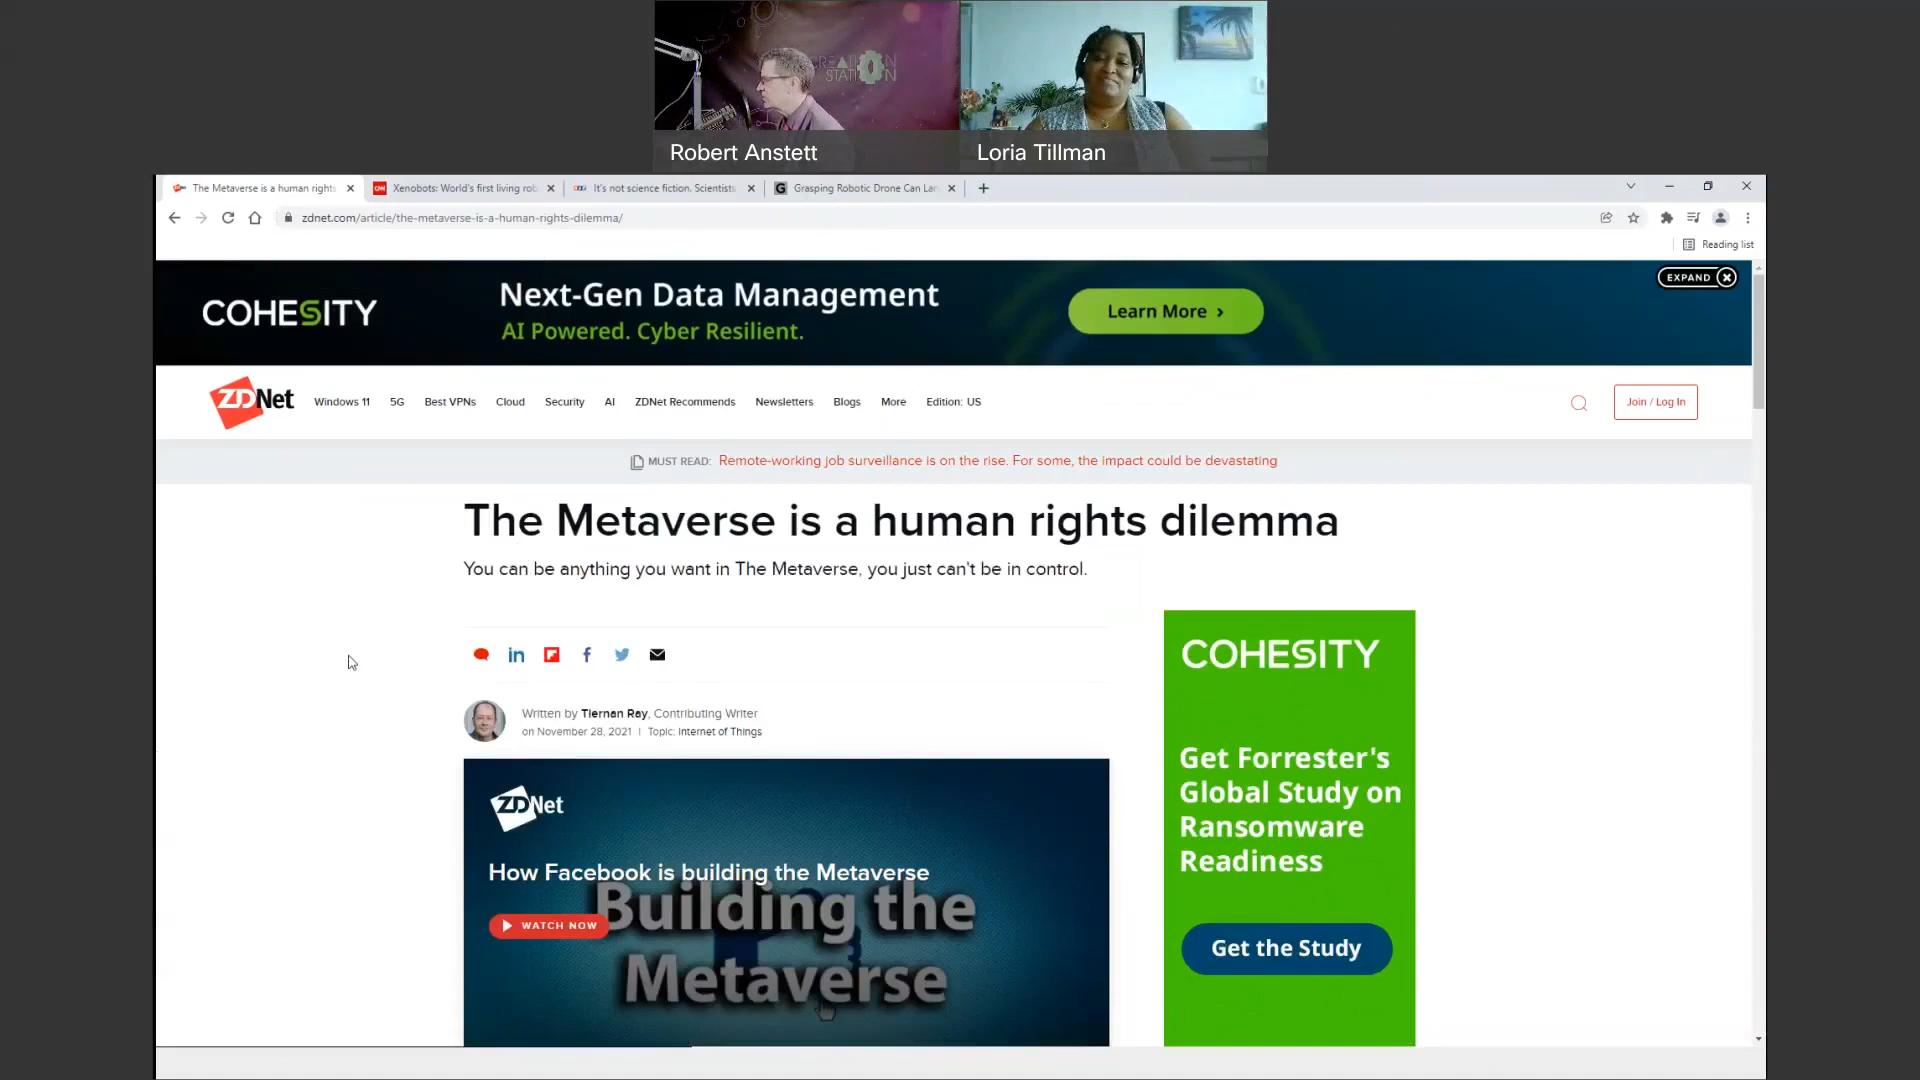 CREATION
STATION
Robert Anstett
Loria Tillman
The Metaverse is a human rights
Xenobots: World's first living rob
It's not science fiction. Scientists
Grasping Robotic Drone Can Lan
zdnet.com/article/the-metaverse-is-a-human-rights-dilemma/
Reading list
COHESITY
Next-Gen Data Management
AI Powered. Cyber Resilient.
Learn More ›
EXPAND
ZDNet
Windows 11 5G Best VPNs Cloud Security AI ZDNet Recommends Newsletters Blogs More Edition: US
Join / Log In
MUST READ: Remote-working job surveillance is on the rise. For some, the impact could be devastating
The Metaverse is a human rights dilemma
You can be anything you want in The Metaverse, you just can't be in control.
in f
Written by Tiernan Ray, Contributing Writer
on November 28, 2021 | Topic: Internet of Things
ZDNet
How Facebook is building the Metaverse
WATCH NOW
Building the
Metaverse
COHESITY
Get Forrester's
Global Study on
Ransomware
Readiness
Get the Study